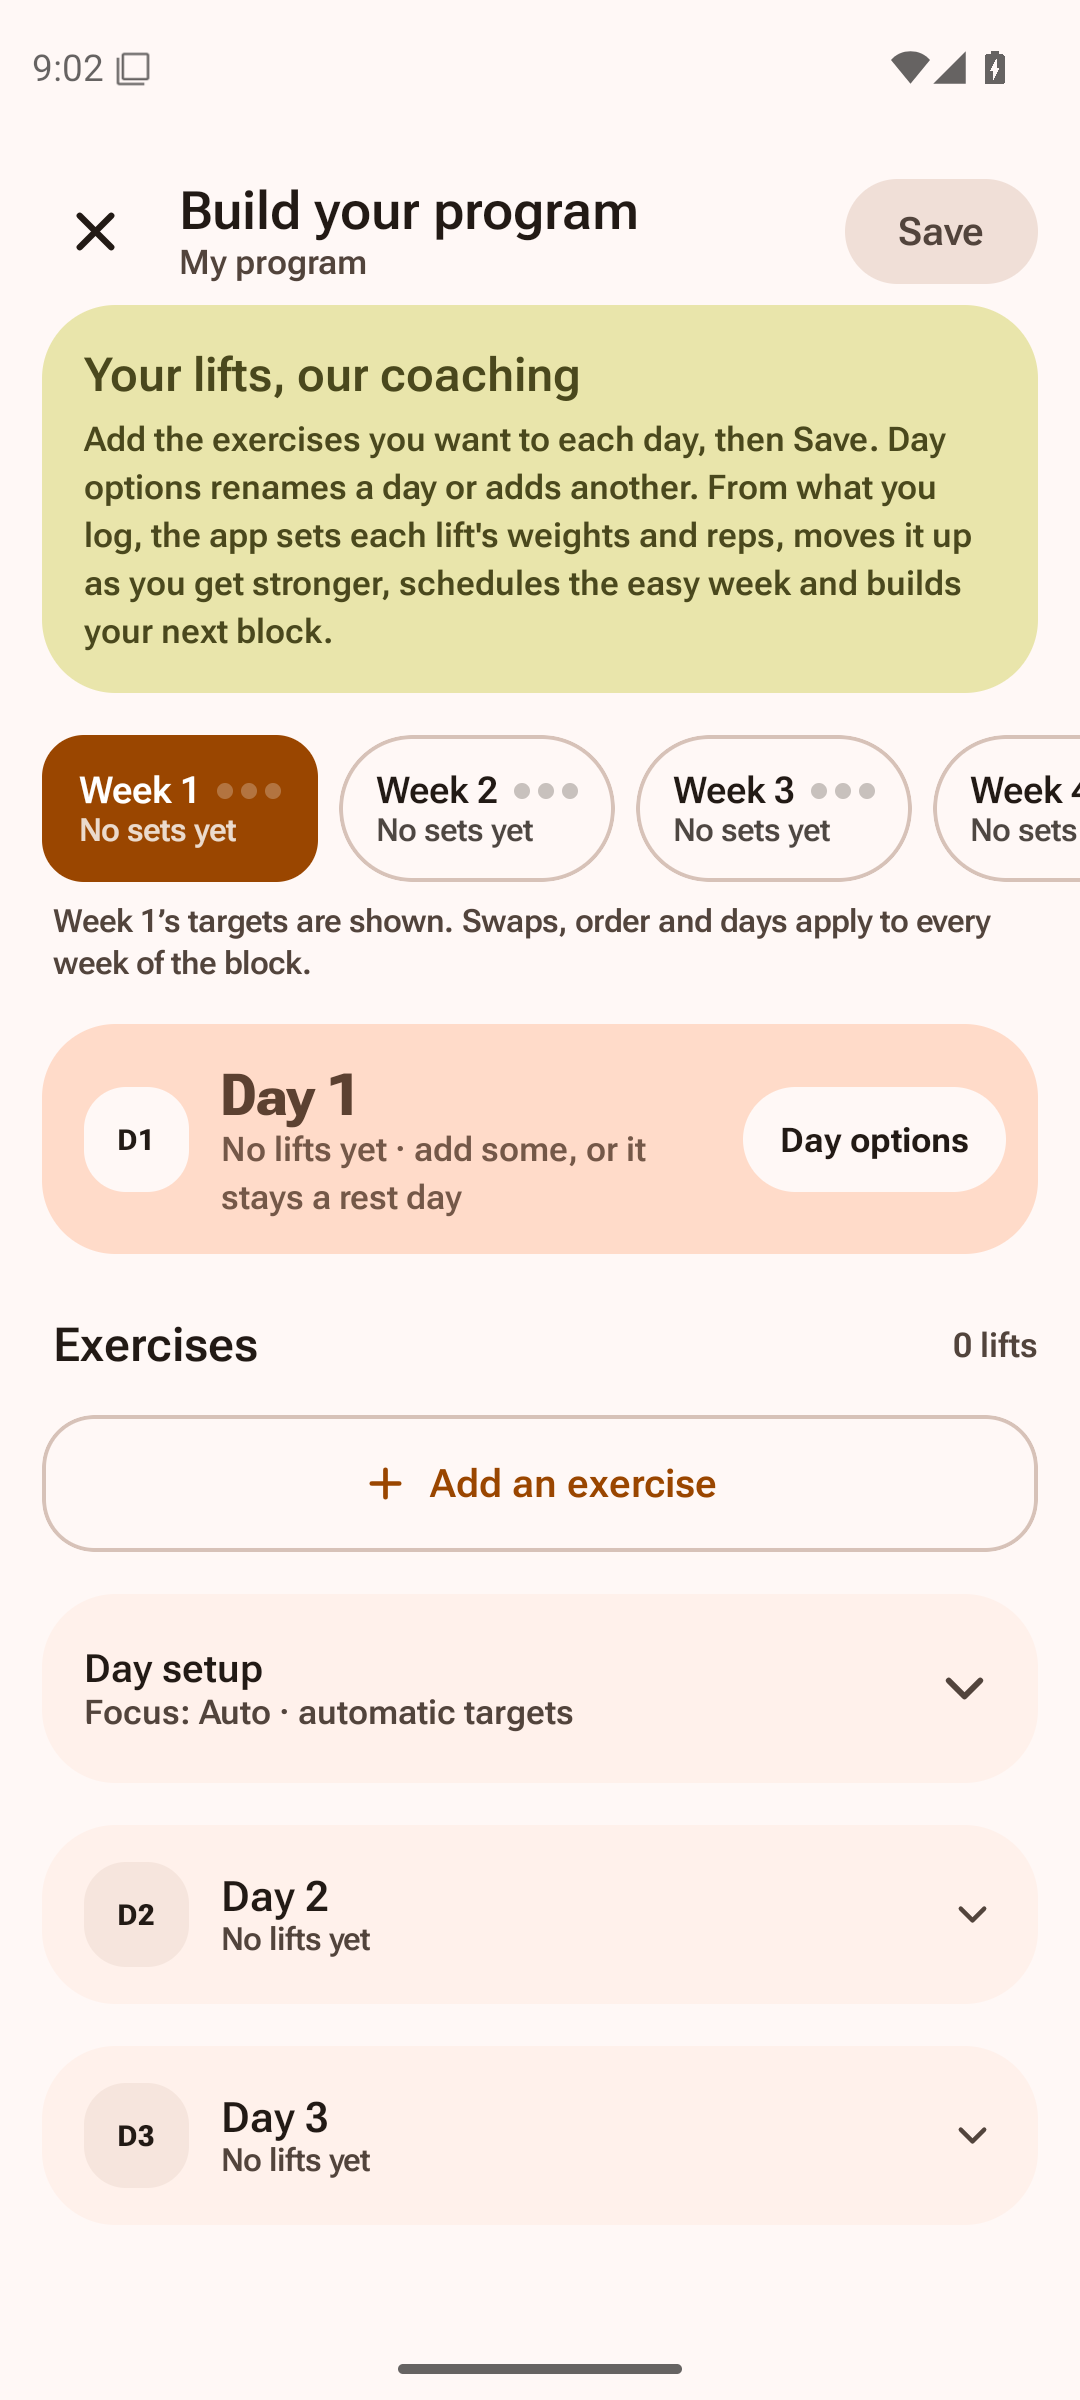 9:02
Build your program
My program
Save
Your lifts, our coaching
Add the exercises you want to each day, then Save. Day
options renames a day or adds another. From what you
log, the app sets each lift's weights and reps, moves it up
as you get stronger, schedules the easy week and builds
your next block.
Week 1
No sets yet
Week 2
No sets yet
Week 3
No sets yet
Week 4
No sets
Week 1’s targets are shown. Swaps, order and days apply to every
week of the block.
D1
Day 1
No lifts yet · add some, or it
stays a rest day
Day options
Exercises
0 lifts
Add an exercise
Day setup
Focus: Auto · automatic targets
D2
Day 2
No lifts yet
D3
Day 3
No lifts yet